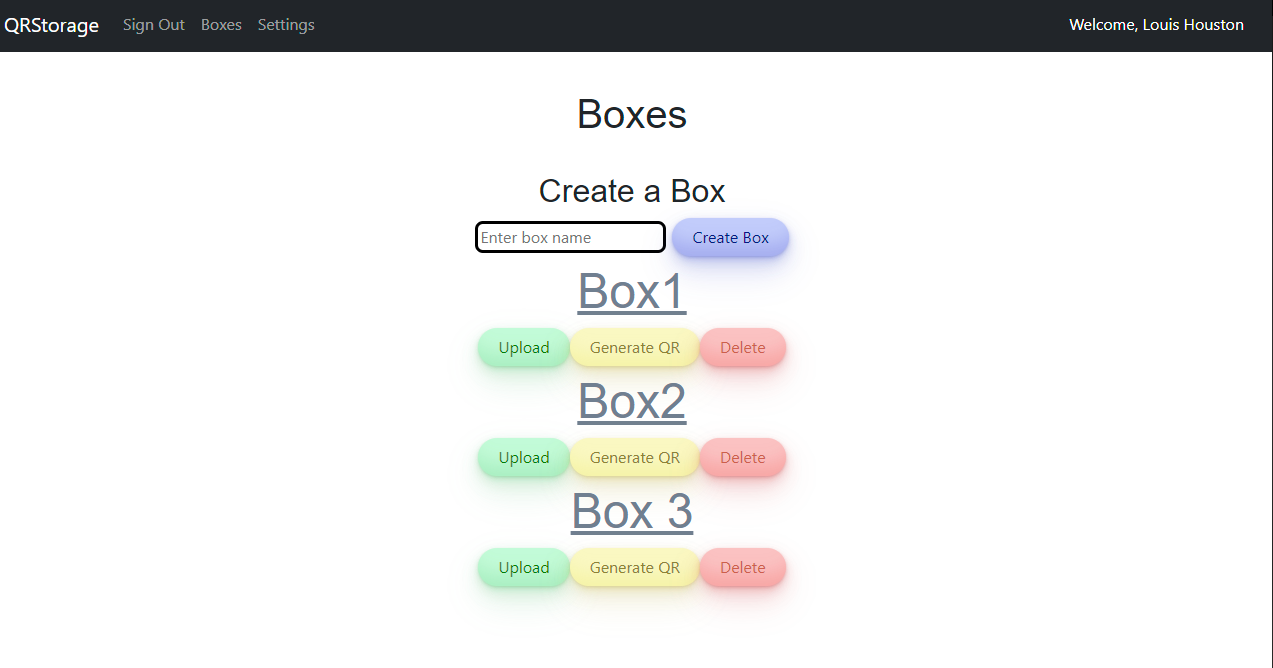 QRStorage Sign Out Boxes Settings Welcome, Louis Houston
Boxes
Create a Box
Enter box name Create Box
Box1
Upload Generate QR Delete
Box2
Upload Generate QR Delete
Box 3
Upload Generate QR Delete